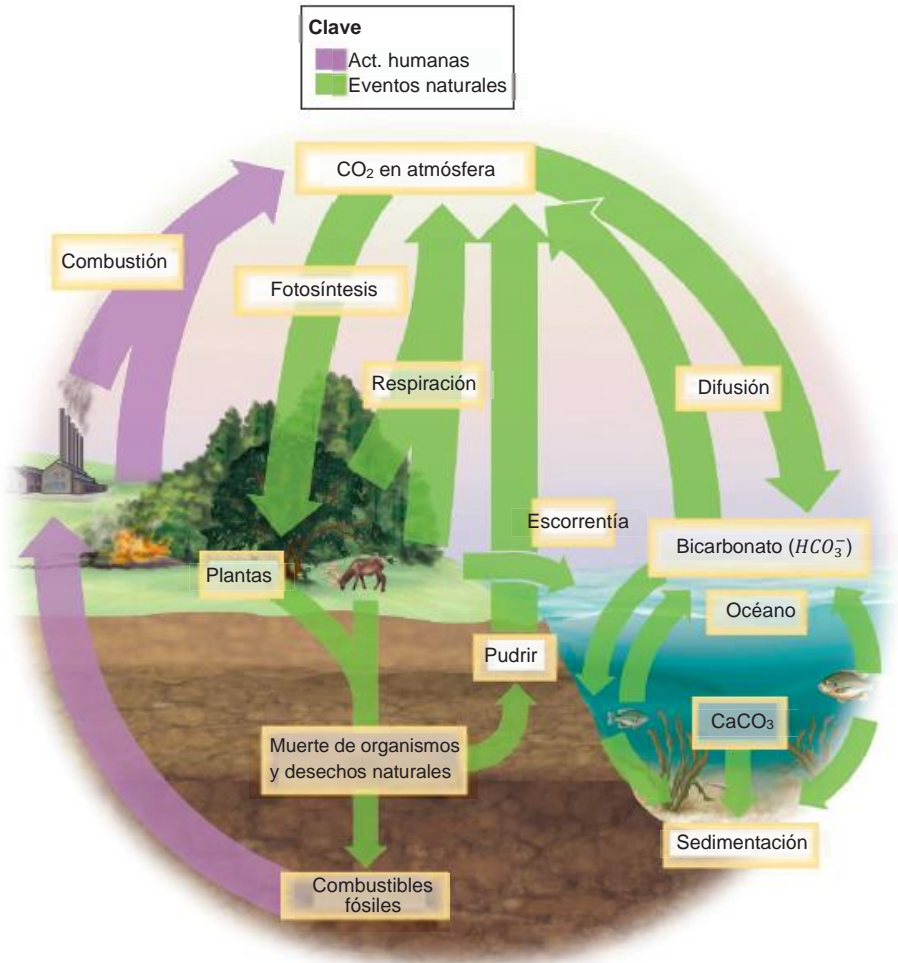 Clave
Act. humanas
Eventos naturales
CO₂ en atmósfera
Combustión
Fotosíntesis
Respiración
Difusión
Escorrentía
Bicarbonato (HCO₃⁻)
Plantas
Océano
Pudrir
CaCO₃
Muerte de organismos
y desechos naturales
Sedimentación
Combustibles
fósiles